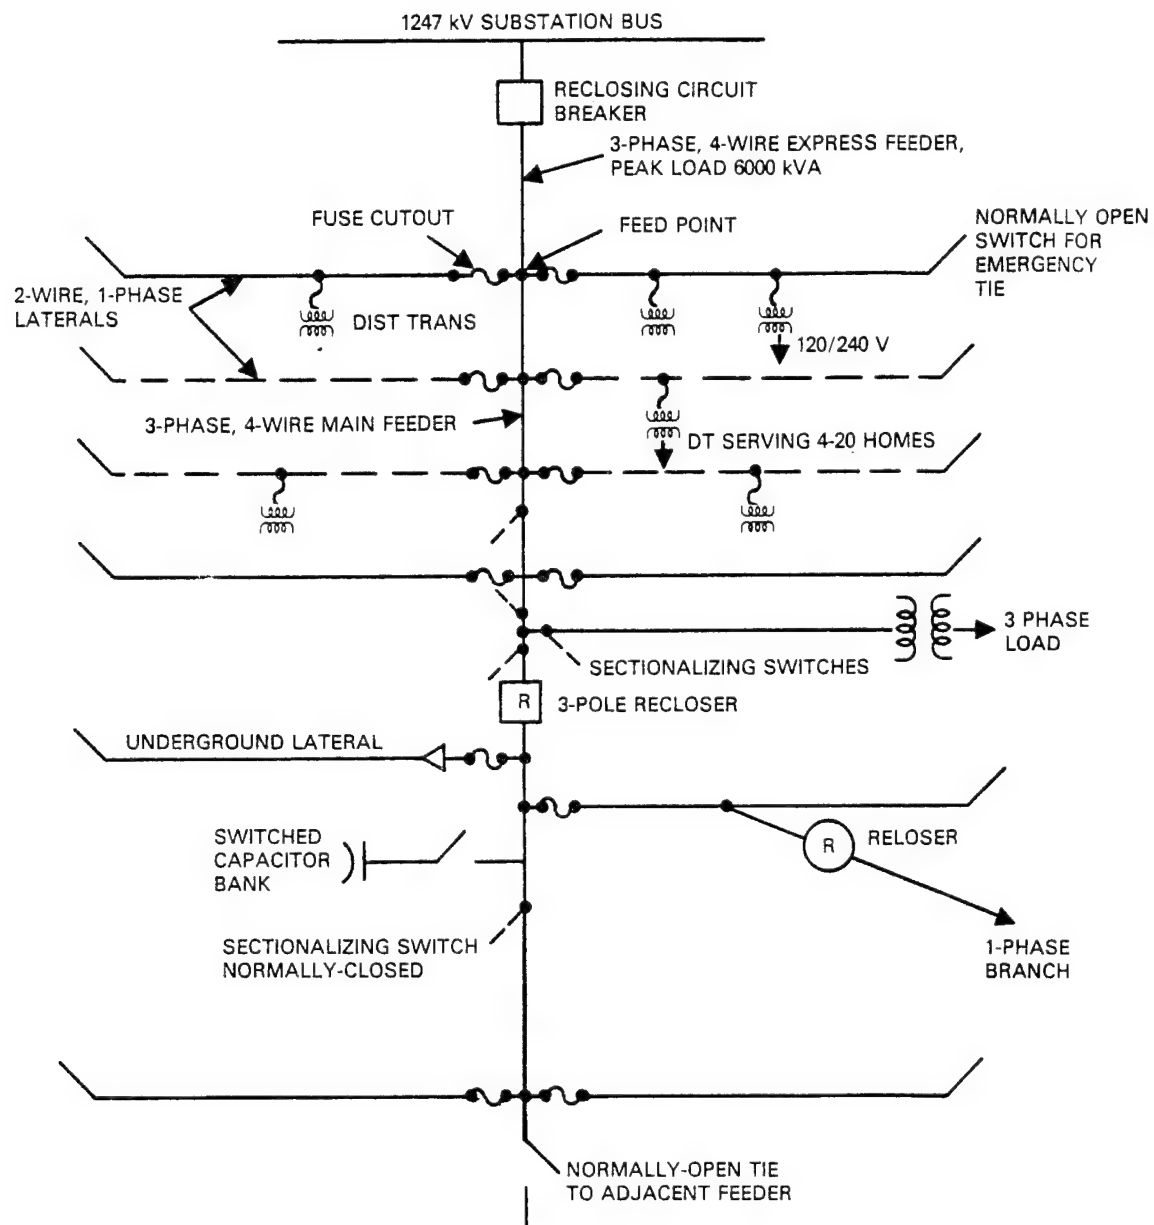 1247 kV SUBSTATION BUS
RECLOSING CIRCUIT
BREAKER
3-PHASE, 4-WIRE EXPRESS FEEDER,
PEAK LOAD 6000 kVA
FUSE CUTOUT
FEED POINT
NORMALLY OPEN
SWITCH FOR
EMERGENCY
TIE
2-WIRE, 1-PHASE
LATERALS
DIST TRANS
120/240 V
3-PHASE, 4-WIRE MAIN FEEDER
DT SERVING 4-20 HOMES
3 PHASE
LOAD
SECTIONALIZING SWITCHES
R
3-POLE RECLOSER
UNDERGROUND LATERAL
SWITCHED
CAPACITOR
BANK
R
RELOSER
SECTIONALIZING SWITCH
NORMALLY-CLOSED
1-PHASE
BRANCH
NORMALLY-OPEN TIE
TO ADJACENT FEEDER